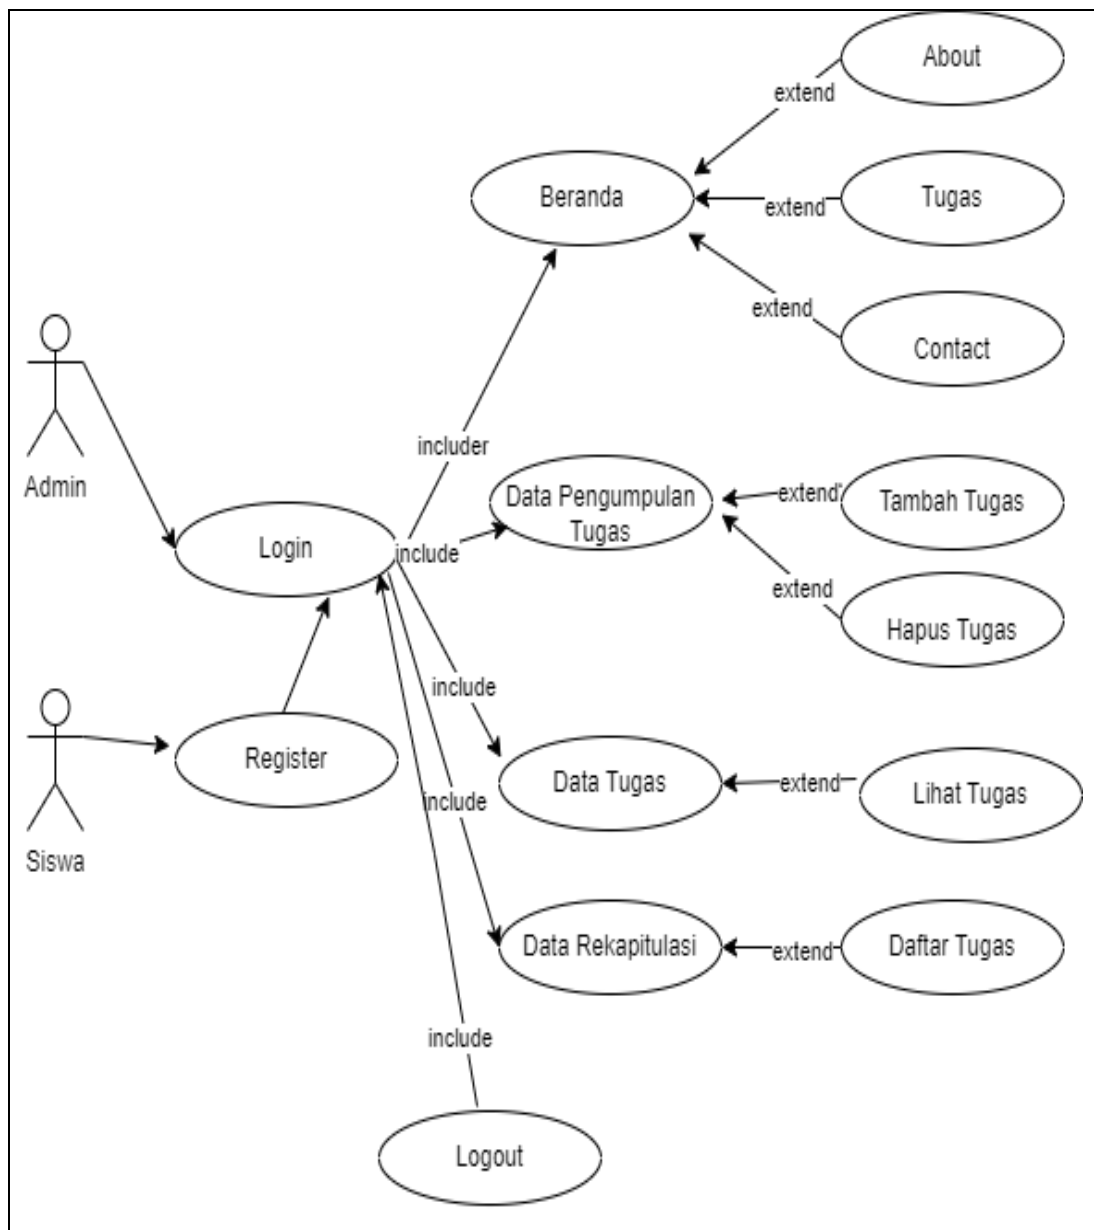 About
extend
Beranda
extend
Tugas
extend
Contact
Admin
includer
Data Pengumpulan
Tugas
extend
Tambah Tugas
Login
include
extend
Hapus Tugas
include
Siswa
Register
Data Tugas
extend
Lihat Tugas
include
Data Rekapitulasi
extend
Daftar Tugas
include
Logout